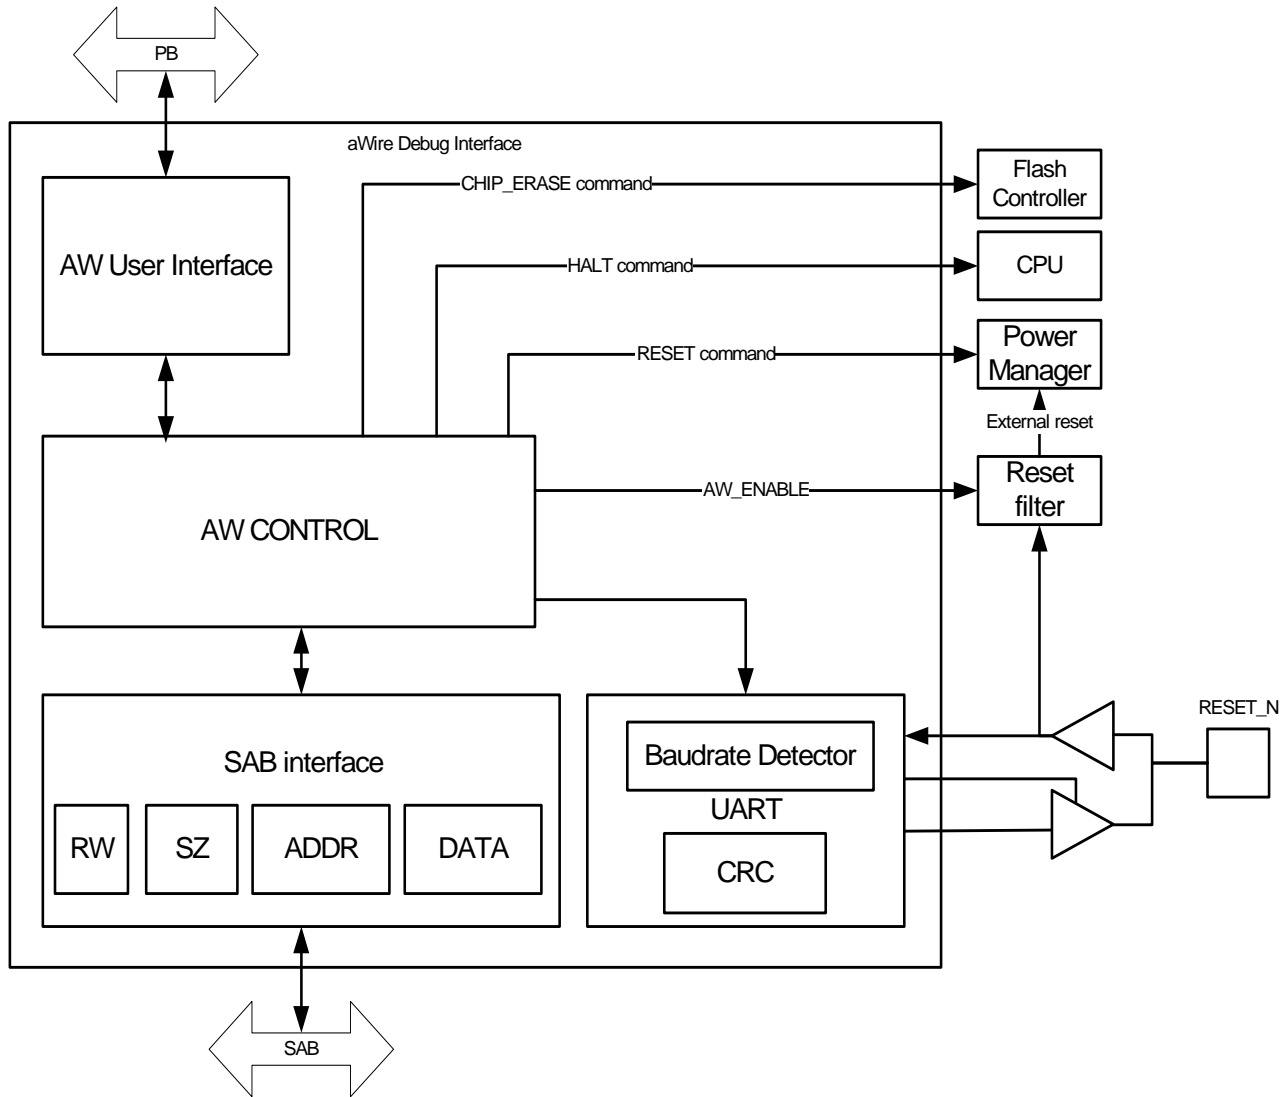 PB
aWire Debug Interface
CHIP_ERASE command
Flash
Controller
AW User Interface
HALT command
CPU
RESET command
Power
Manager
External reset
AW CONTROL
AW_ENABLE
Reset
filter
RESET_N
SAB interface
RW
SZ
ADDR
DATA
Baudrate Detector
UART
CRC
SAB